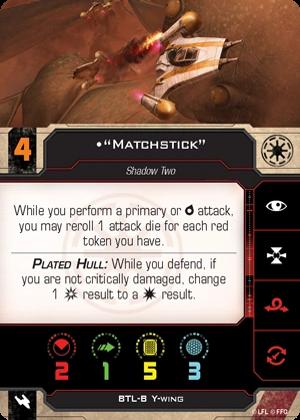 •“Matchstick”
4
Shadow Two
While you perform a primary or attack,
you may reroll 1 attack die for each red
token you have.
Plated Hull: While you defend, if
you are not critically damaged, change
1 result to a result.
2 1 5 3
BTL-B Y-wing
©LFL ©FFG